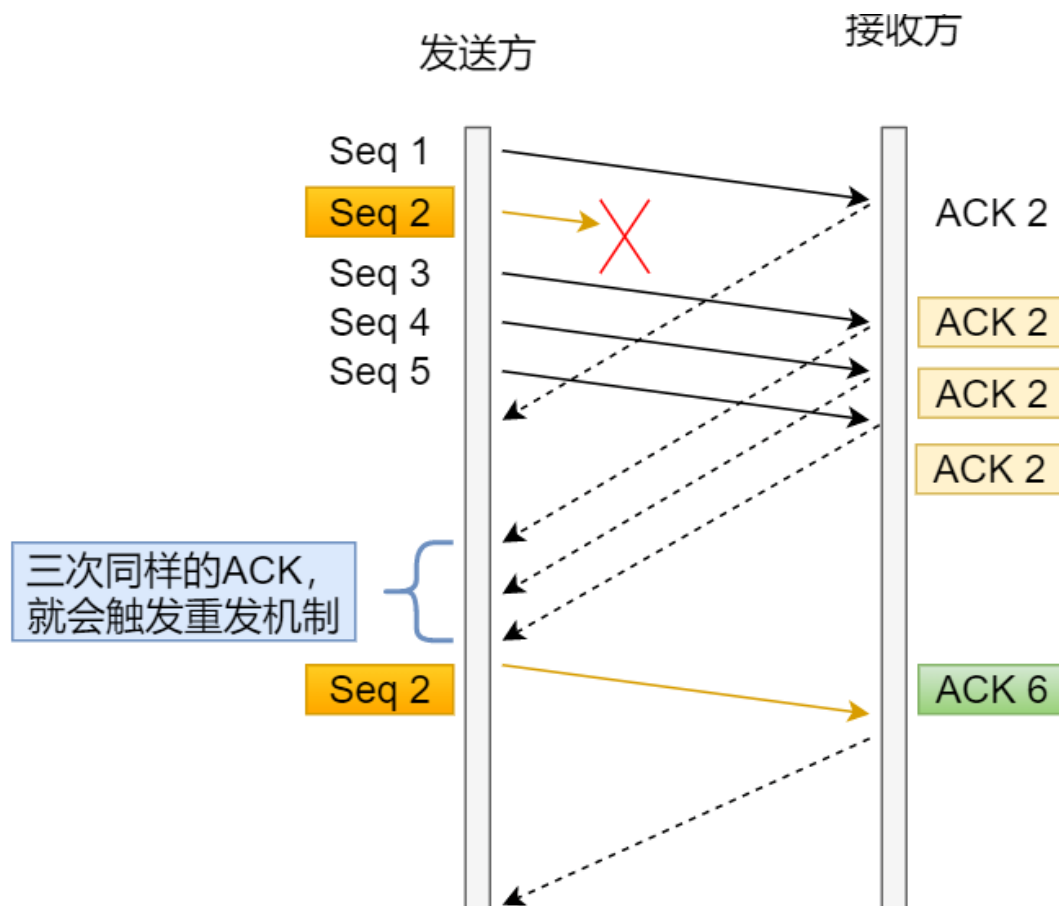 发送方
接收方
Seq 1
Seq 2
ACK 2
Seq 3
ACK 2
Seq 4
Seq 5
ACK 2
ACK 2
三次同样的ACK，
就会触发重发机制
Seq 2
ACK 6